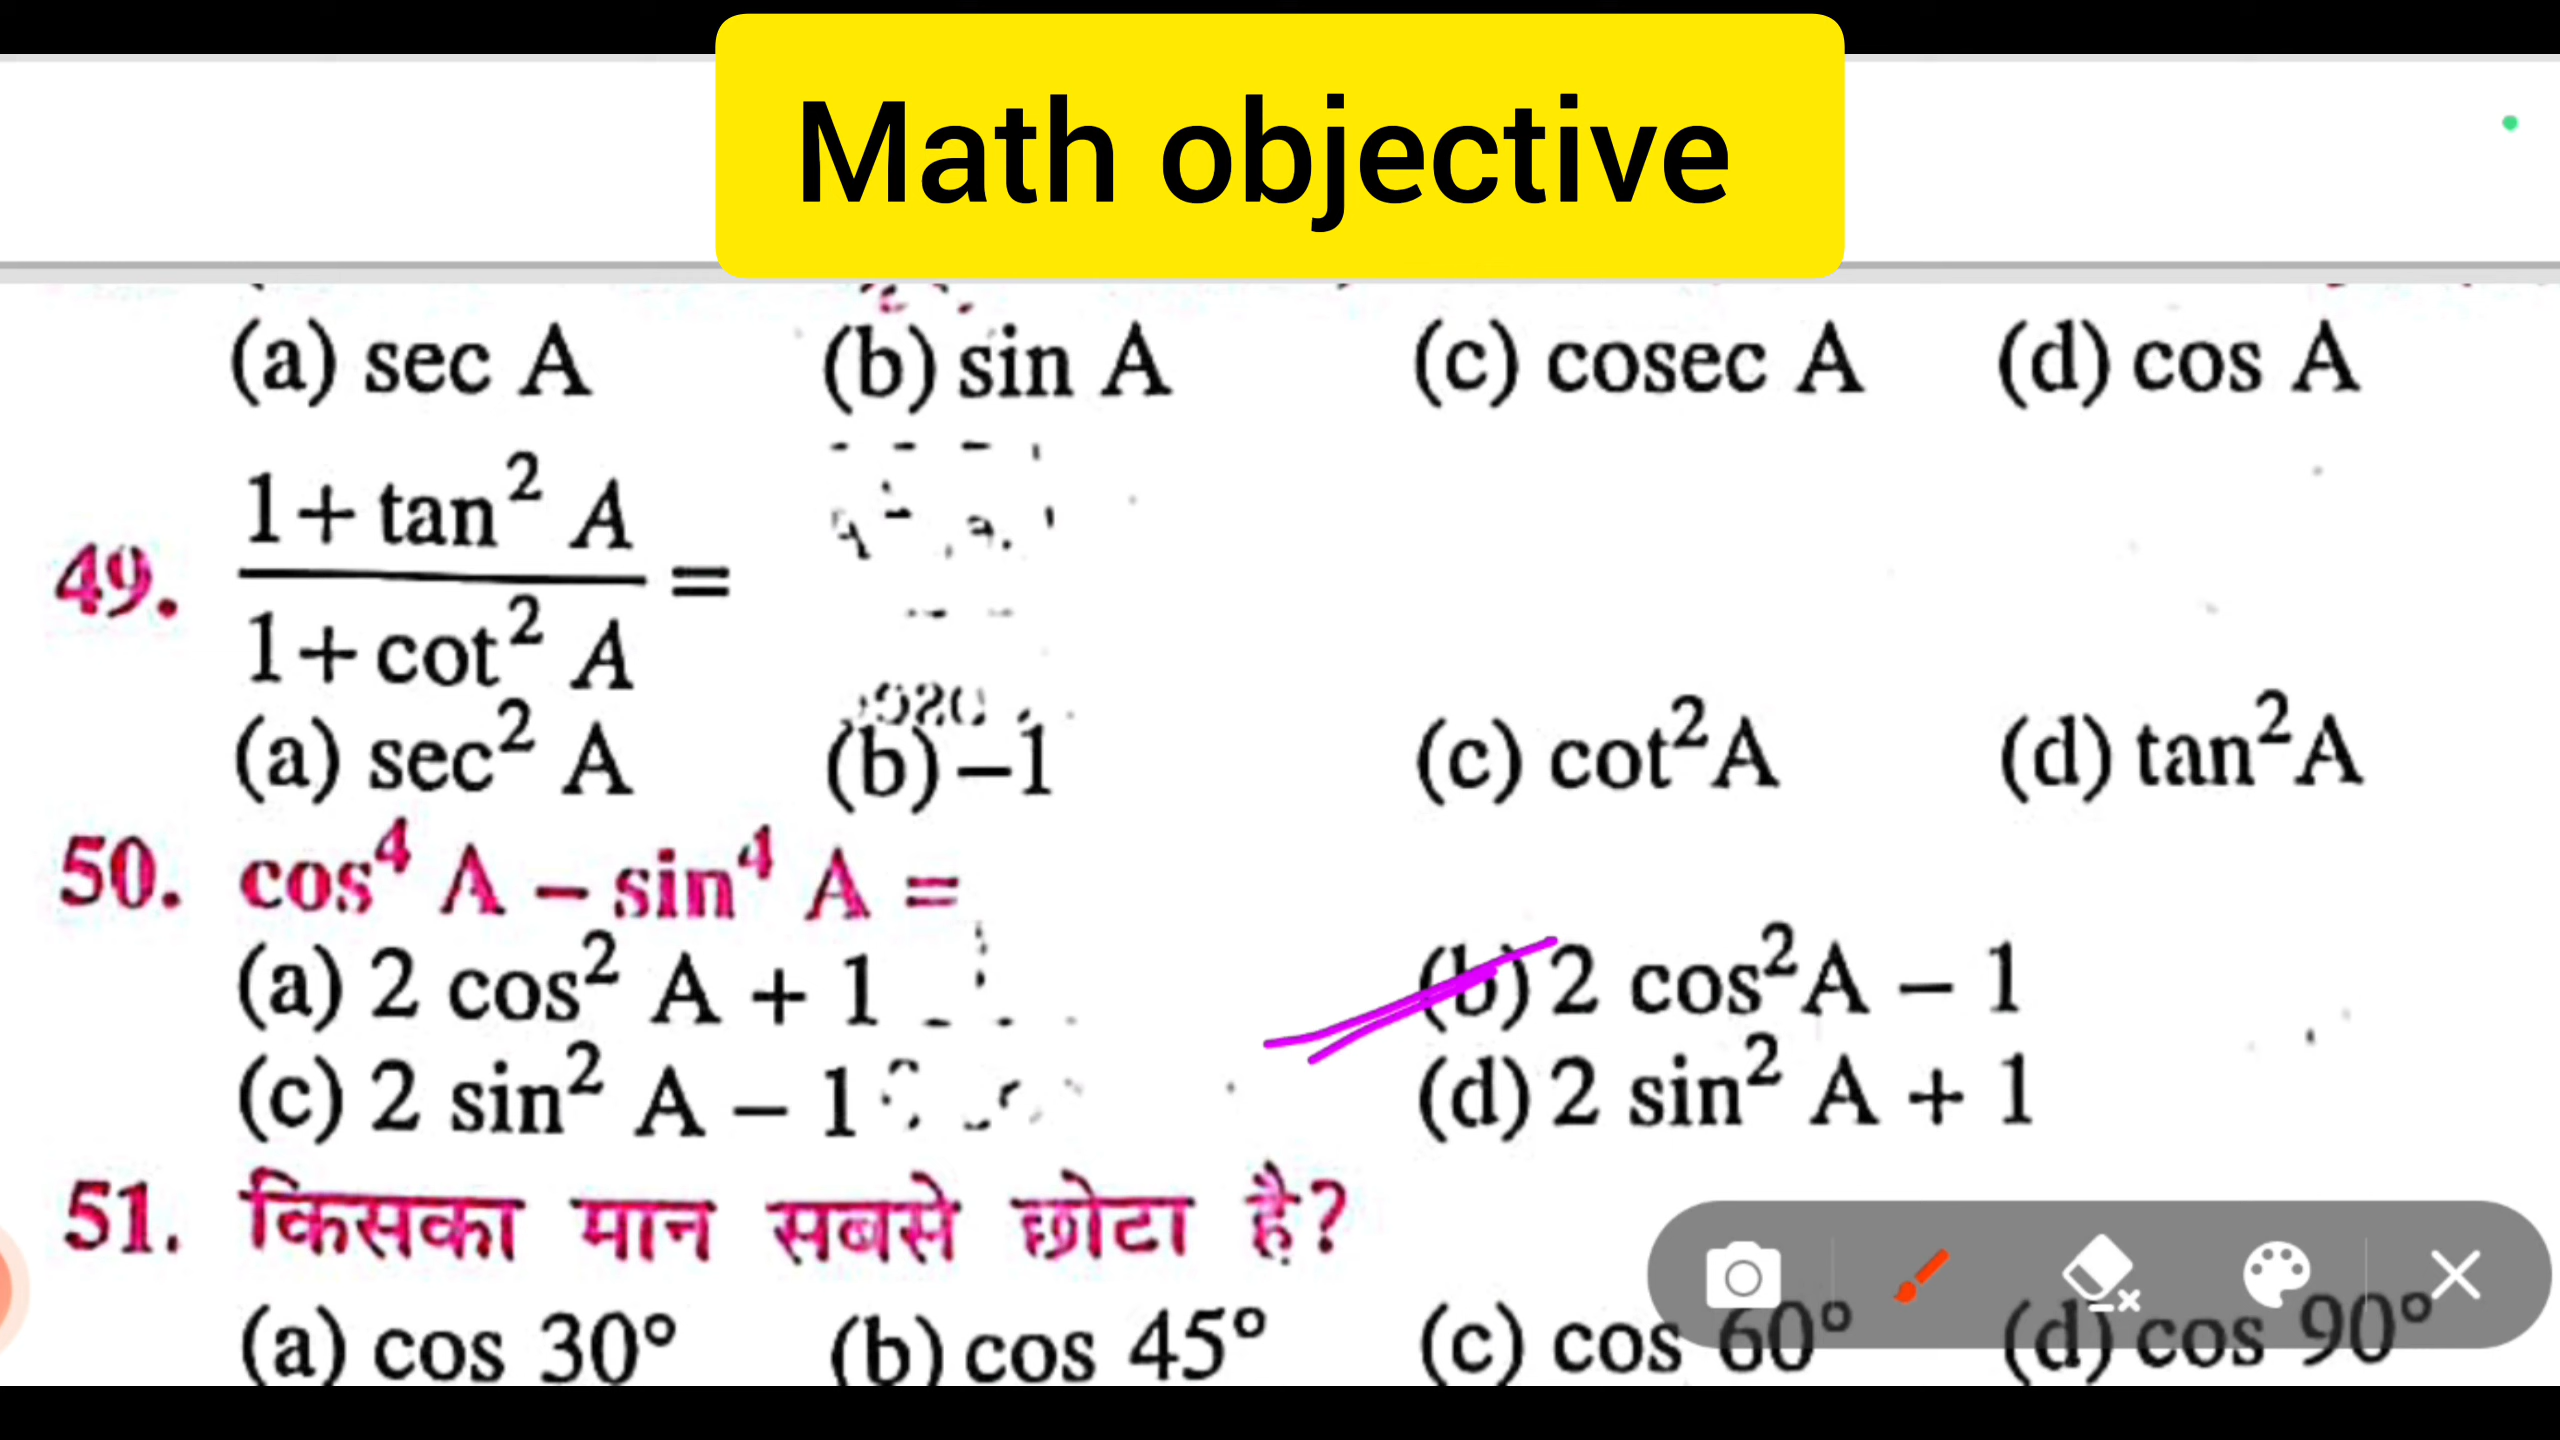 Math objective
(a) sec A (b) sin A (c) cosec A (d) cos A
49. (1 + tan² A) / (1 + cot² A) =
(a) sec² A (b) –1 (c) cot²A (d) tan²A
50. cos⁴ A – sin⁴ A =
(a) 2 cos² A + 1 (b) 2 cos²A – 1
(c) 2 sin² A – 1 (d) 2 sin² A + 1
51. किसका मान सबसे छोटा है?
(a) cos 30° (b) cos 45° (c) cos 60° (d) cos 90°